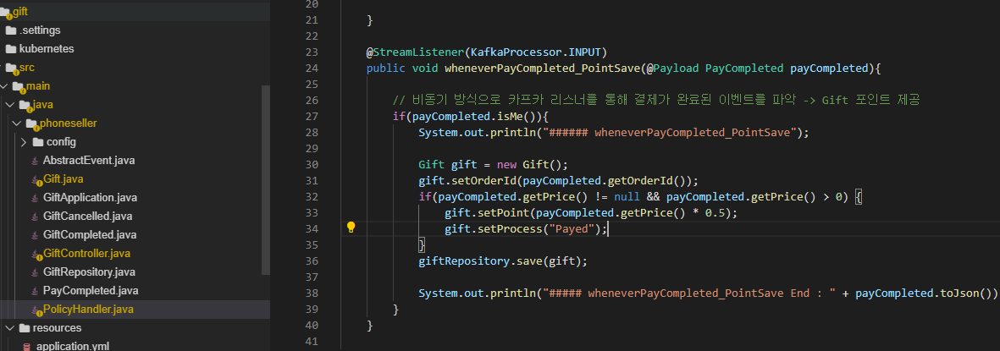 gift
.settings
kubernetes
src
main
java
phoneseller
config
AbstractEvent.java
Gift.java
GiftApplication.java
GiftCancelled.java
GiftCompleted.java
GiftController.java
GiftRepository.java
PayCompleted.java
PolicyHandler.java
resources
application.yml
20
21 }
22
23 @StreamListener(KafkaProcessor.INPUT)
24 public void wheneverPayCompleted_PointSave(@Payload PayCompleted payCompleted){
25
26 // 비동기 방식으로 카프카 리스너를 통해 결제가 완료된 이벤트를 파악 -> Gift 포인트 제공
27 if(payCompleted.isMe()){
28 System.out.println("###### wheneverPayCompleted_PointSave");
29
30 Gift gift = new Gift();
31 gift.setOrderId(payCompleted.getOrderId());
32 if(payCompleted.getPrice() != null && payCompleted.getPrice() > 0) {
33 gift.setPoint(payCompleted.getPrice() * 0.5);
34 gift.setProcess("Payed");
35 }
36 giftRepository.save(gift);
37
38 System.out.println("##### wheneverPayCompleted_PointSave End : " + payCompleted.toJson())
39 }
40 }
41